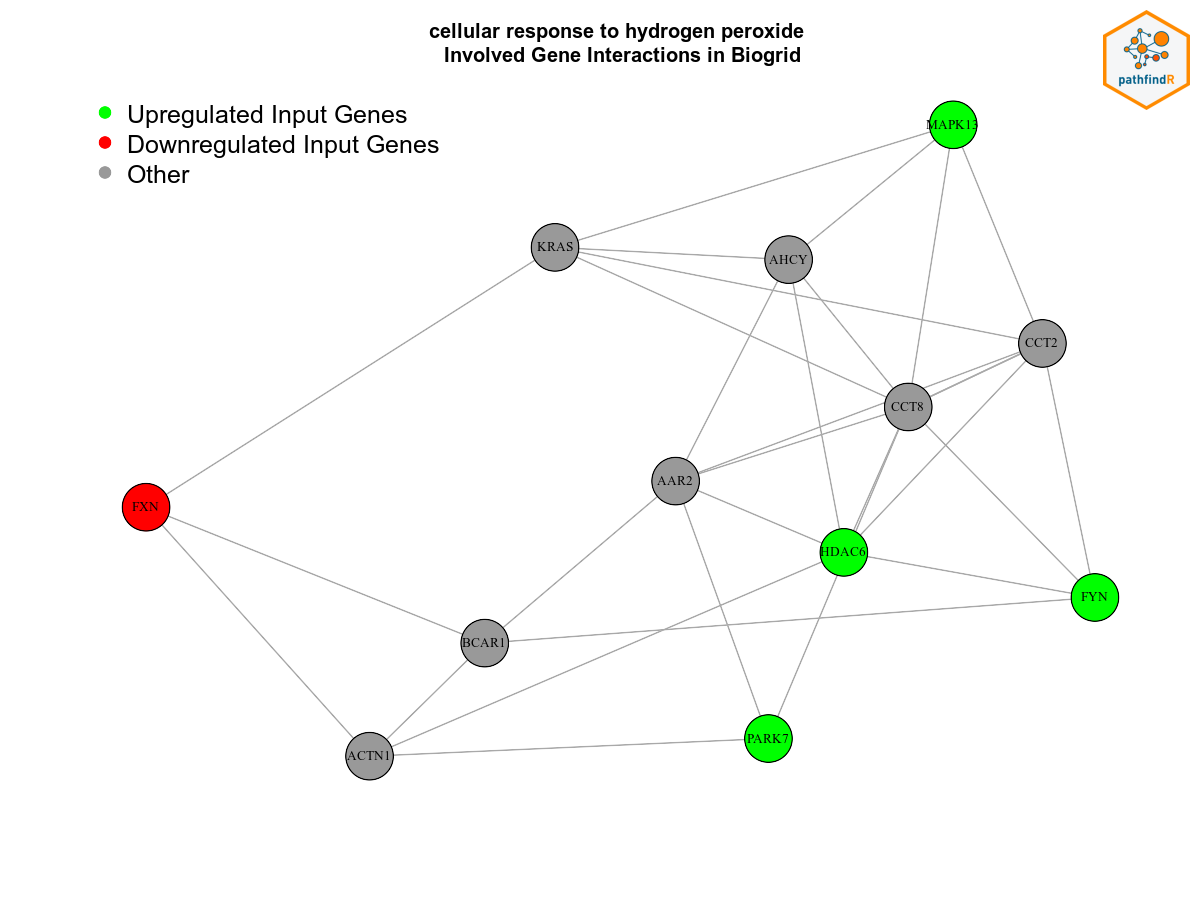 cellular response to hydrogen peroxide
Involved Gene Interactions in Biogrid
pathfindR
Upregulated Input Genes
Downregulated Input Genes
Other
MAPK13
KRAS
AHCY
CCT2
CCT8
AAR2
FXN
HDAC6
FYN
BCAR1
PARK7
ACTN1